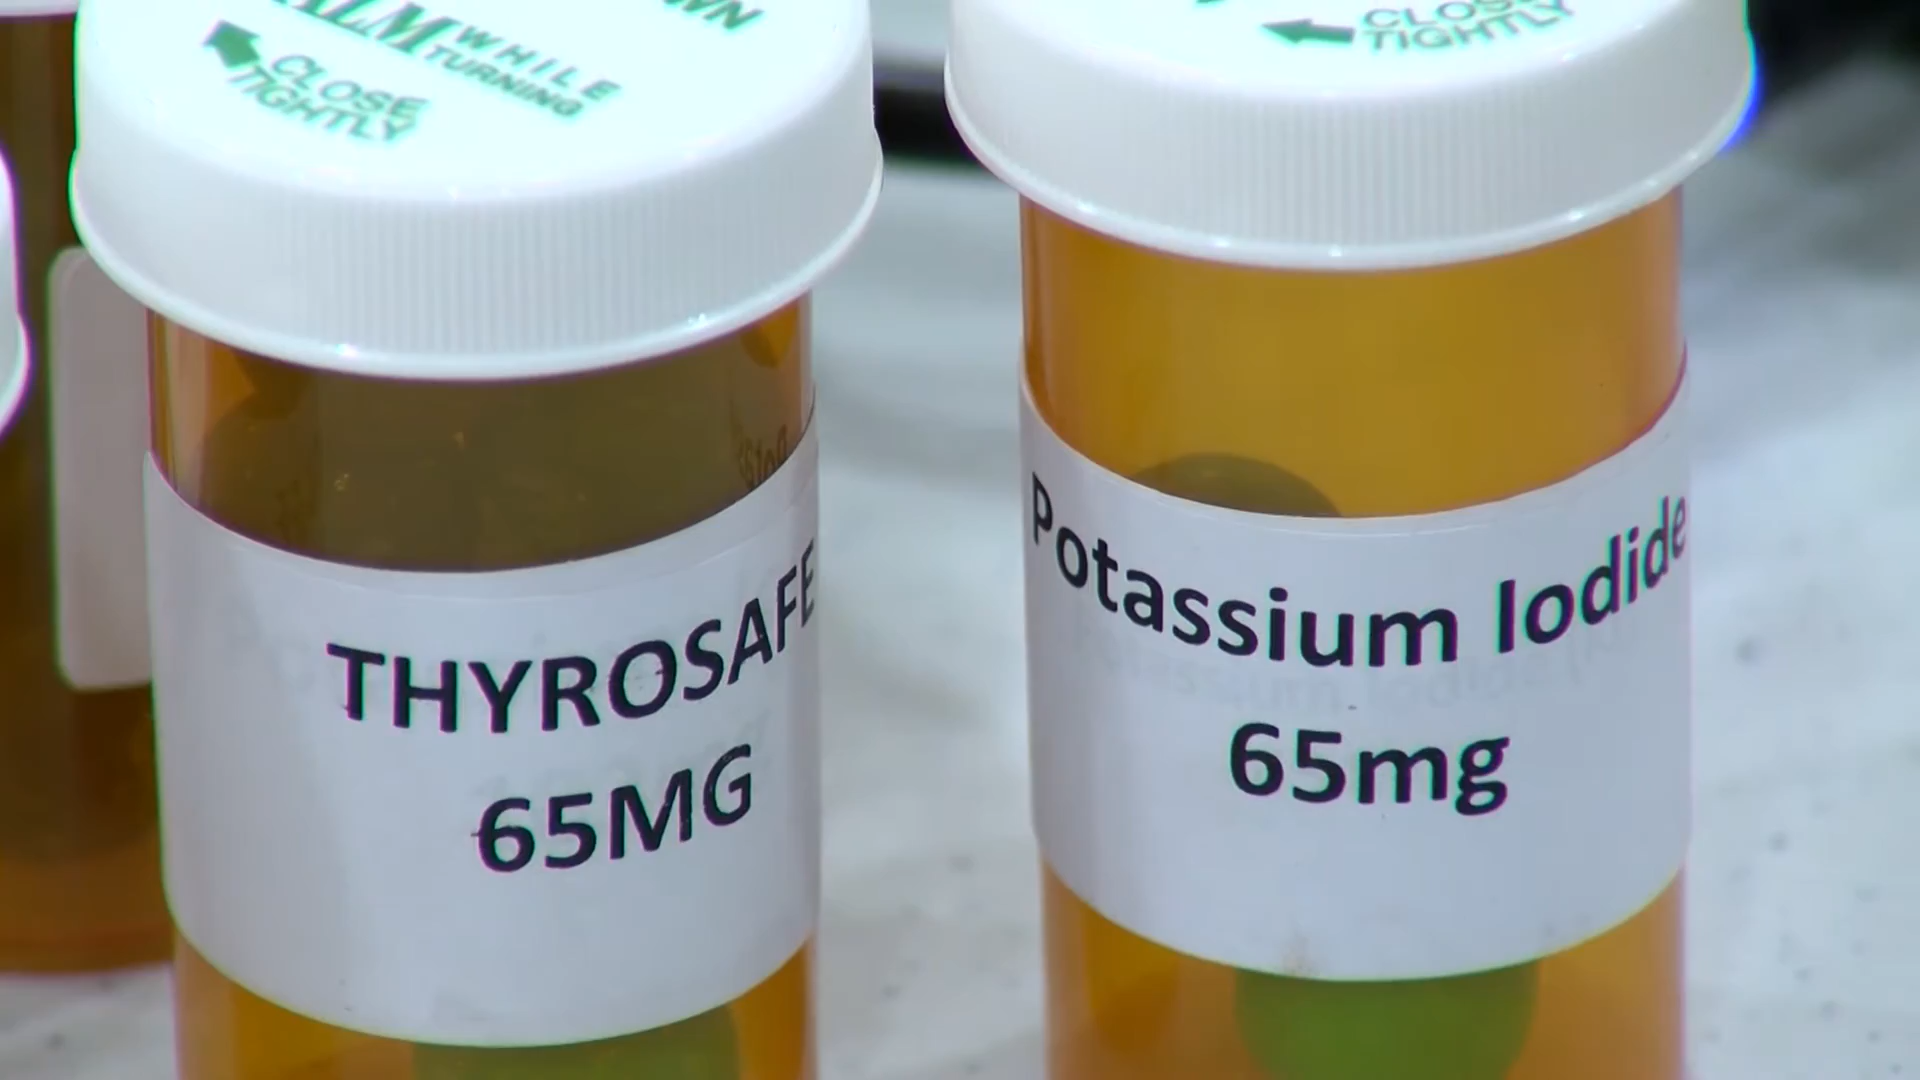 WHILE
TURNING
CLOSE
TIGHTLY
CLOSE
TIGHTLY
THYROSAFE
65MG
Potassium Iodide
65mg